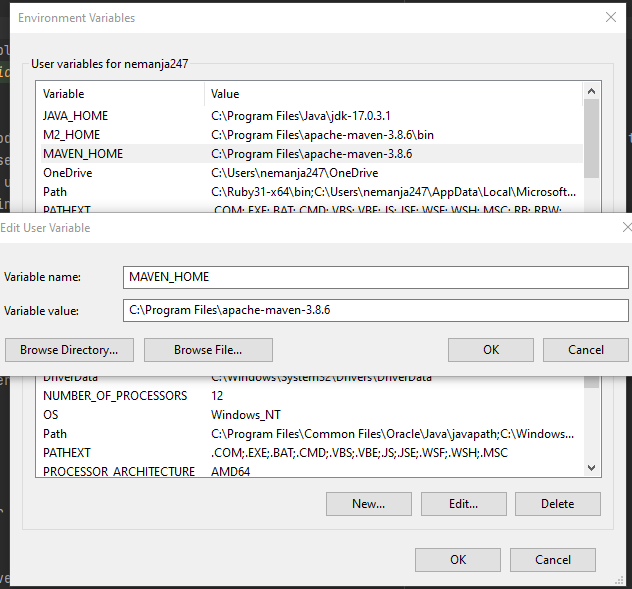 Environment Variables
User variables for nemanja247
Variable Value
JAVA_HOME C:\Program Files\Java\jdk-17.0.3.1
M2_HOME C:\Program Files\apache-maven-3.8.6\bin
MAVEN_HOME C:\Program Files\apache-maven-3.8.6
OneDrive C:\Users\nemanja247\OneDrive
Path C:\Ruby31-x64\bin;C:\Users\nemanja247\AppData\Local\Microsoft...
PATHEXT .COM;.EXE;.BAT;.CMD;.VBS;.VBE;.JS;.JSE;.WSF;.WSH;.MSC;.RB;.RBW;
Edit User Variable
Variable name: MAVEN_HOME
Variable value: C:\Program Files\apache-maven-3.8.6
Browse Directory... Browse File... OK Cancel
DriverData C:\Windows\System32\Drivers\DriverData
NUMBER_OF_PROCESSORS 12
OS Windows_NT
Path C:\Program Files\Common Files\Oracle\Java\javapath;C:\Windows...
PATHEXT .COM;.EXE;.BAT;.CMD;.VBS;.VBE;.JS;.JSE;.WSF;.WSH;.MSC
PROCESSOR_ARCHITECTURE AMD64
New... Edit... Delete
OK Cancel